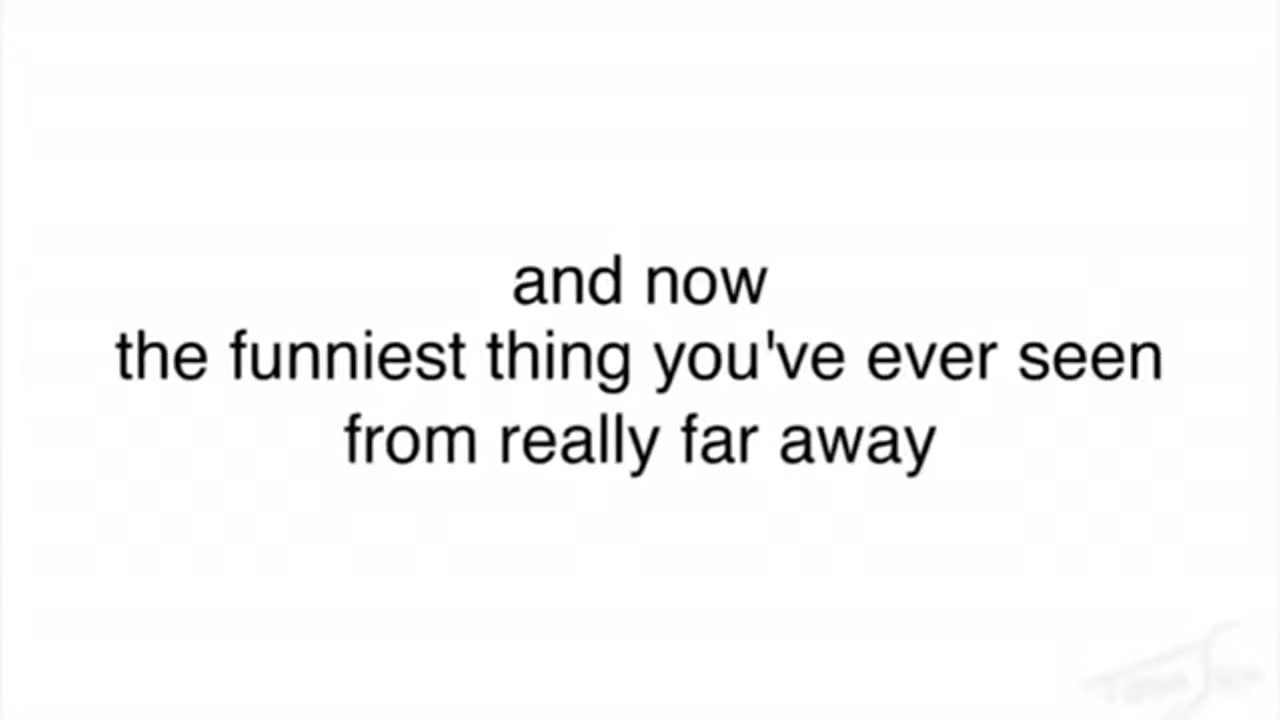 and now
the funniest thing you've ever seen
from really far away